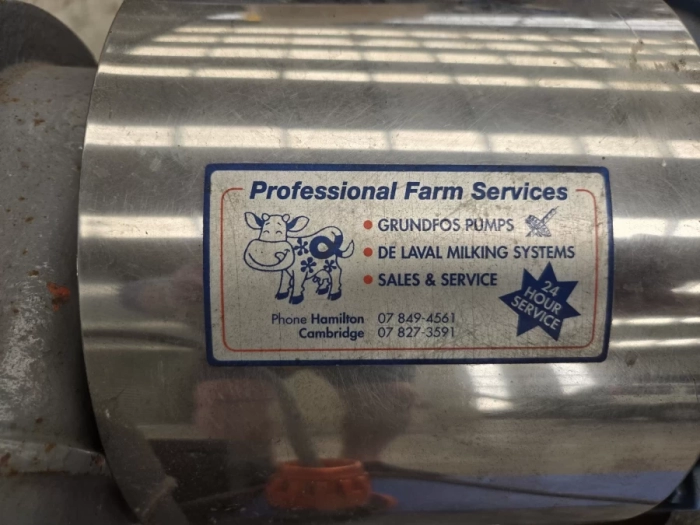 Professional Farm Services
• GRUNDFOS PUMPS
• DE LAVAL MILKING SYSTEMS
• SALES & SERVICE
24
HOUR
SERVICE
Phone Hamilton 07 849-4561
Cambridge 07 827-3591